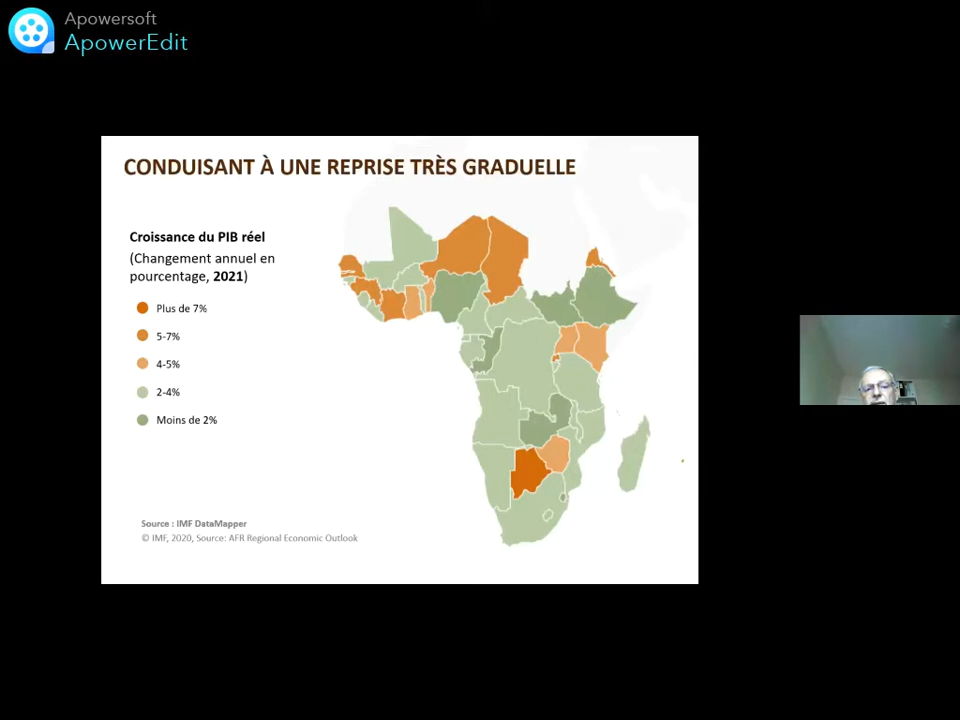 Apowersoft
ApowerEdit
CONDUISANT À UNE REPRISE TRÈS GRADUELLE
Croissance du PIB réel
(Changement annuel en
pourcentage, 2021)
Plus de 7%
5-7%
4-5%
2-4%
Moins de 2%
Source : IMF DataMapper
© IMF, 2020, Source: AFR Regional Economic Outlook